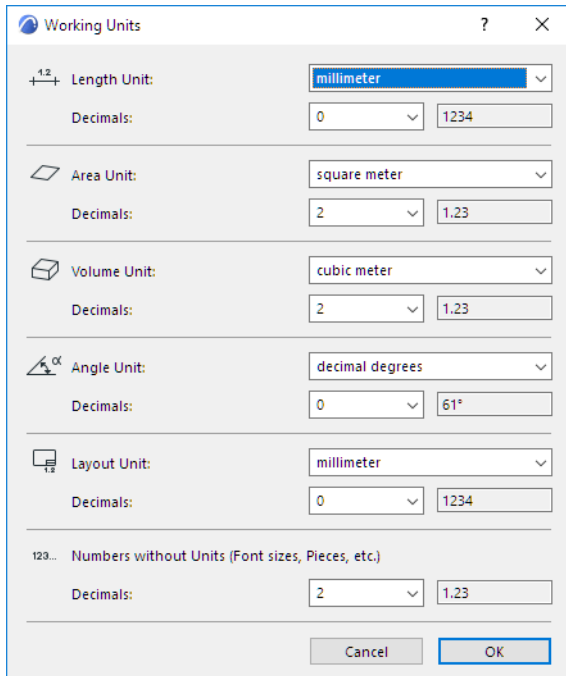 Working Units ?
1.2 Length Unit: millimeter
Decimals: 0 1234
Area Unit: square meter
Decimals: 2 1.23
Volume Unit: cubic meter
Decimals: 2 1.23
α Angle Unit: decimal degrees
Decimals: 0 61°
Layout Unit: millimeter
1.2
Decimals: 0 1234
123... Numbers without Units (Font sizes, Pieces, etc.)
Decimals: 2 1.23
Cancel OK